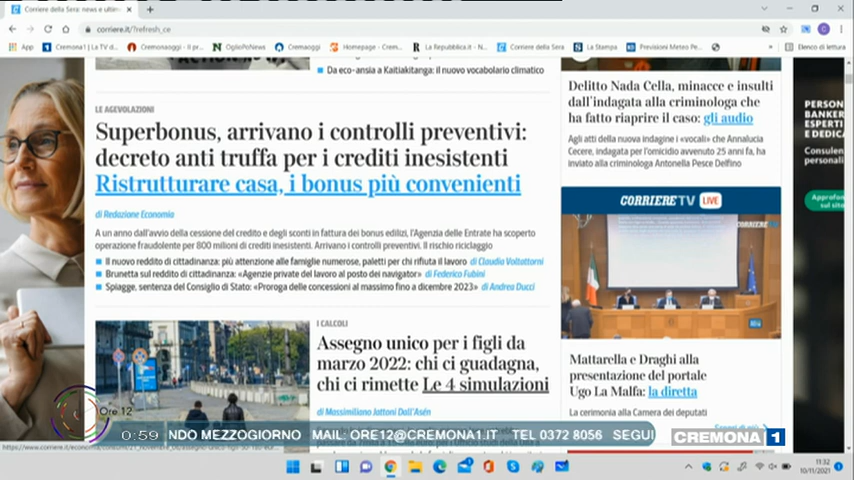 Corriere della Sera: news e ultim
corriere.it/?refresh_ce
App
Cremona1 | La TV d
Cremonaoggi - Il pr...
OglioPoNews
Cremaoggi
Homepage - Crem...
La Repubblica.it - N...
Corriere della Sera
La Stampa
Previsioni Meteo Pe...
»
Elenco di lettura
Da eco-ansia a Kaitiakitanga: il nuovo vocabolario climatico
LE AGEVOLAZIONI
Superbonus, arrivano i controlli preventivi:
decreto anti truffa per i crediti inesistenti
Ristrutturare casa, i bonus più convenienti
di Redazione Economia
A un anno dall'avvio della cessione del credito e degli sconti in fattura dei bonus edilizi, l'Agenzia delle Entrate ha scoperto
operazione fraudolente per 800 milioni di crediti inesistenti. Arrivano i controlli preventivi. Il rischio riciclaggio
Il nuovo reddito di cittadinanza: più attenzione alle famiglie numerose, paletti per chi rifiuta il lavoro di Claudia Voltattorni
Brunetta sul reddito di cittadinanza: «Agenzie private del lavoro al posto dei navigator» di Federico Fubini
Spiagge, sentenza del Consiglio di Stato: «Proroga delle concessioni al massimo fino a dicembre 2023» di Andrea Ducci
I CALCOLI
Assegno unico per i figli da
marzo 2022: chi ci guadagna,
chi ci rimette Le 4 simulazioni
di Massimiliano Jattoni Dall'Asén
Delitto Nada Cella, minacce e insulti
dall'indagata alla criminologa che
ha fatto riaprire il caso: gli audio
Agli atti della nuova indagine i «vocali» che Annalucia
Cecere, indagata per l'omicidio avvenuto 25 anni fa, ha
inviato alla criminologa Antonella Pesce Delfino
CORRIERE TV LIVE
CORRIERE
Mattarella e Draghi alla
presentazione del portale
Ugo La Malfa: la diretta
La cerimonia alla Camera dei deputati
PERSON
BANKER
ESPERTI
E DEDICA
Consulen
personali
Approfon
sul sito
Ore 12
0:59
NDO MEZZOGIORNO MAIL: ORE12@CREMONA1.IT TEL 0372 8056 SEGUI
CREMONA 1
11:32
10/11/2021